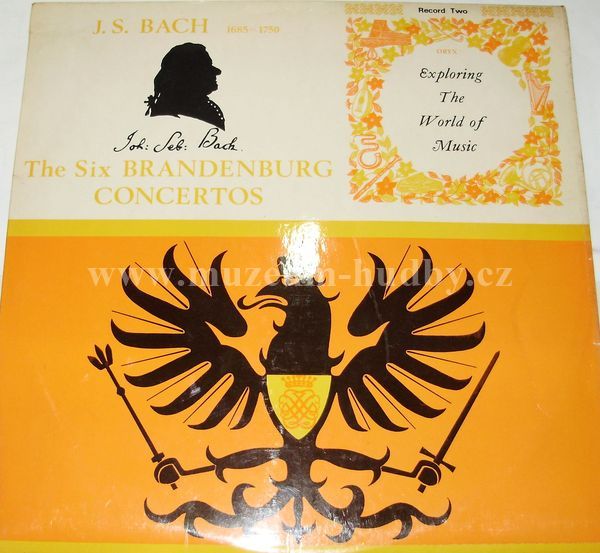 J. S. BACH 1685-1750
Joh: Seb: Bach.
The Six BRANDENBURG
CONCERTOS
Record Two
ORYX
Exploring
The
World of
Music
www.muzeum-hudby.cz